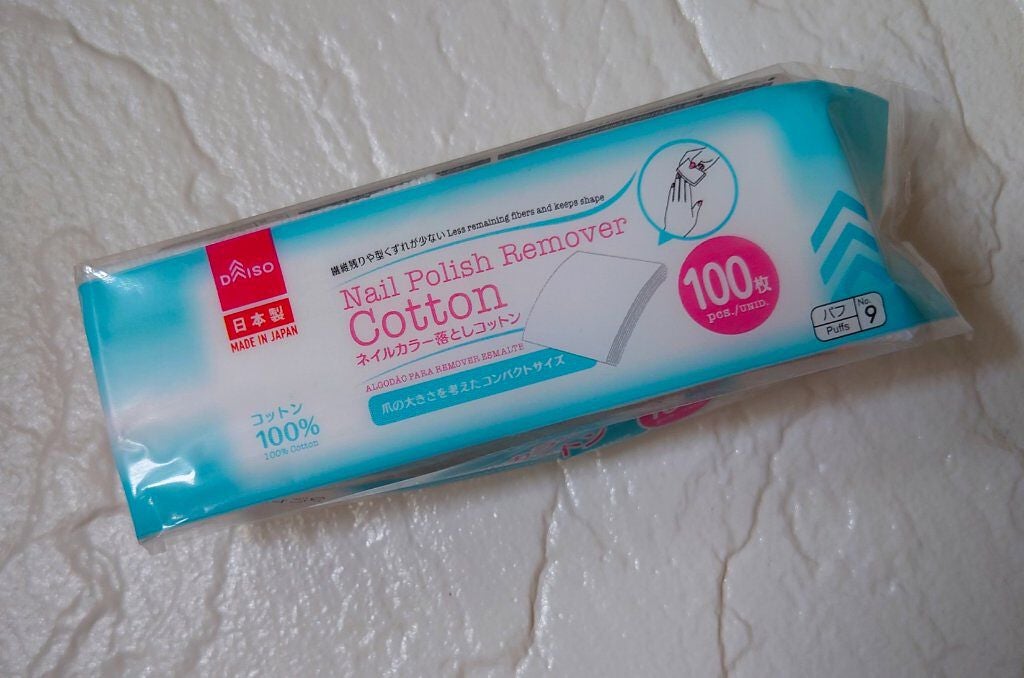 DAISO
日本製
MADE IN JAPAN
繊維残りや型くずれが少ない Less remaining fibers and keeps shape
Nail Polish Remover
Cotton
ネイルカラー落としコットン
ALGODÃO PARA REMOVER ESMALTE
爪の大きさを考えたコンパクトサイズ
コットン
100%
100% Cotton
100枚
pcs./UNID.
パフ
Puffs
No.
9